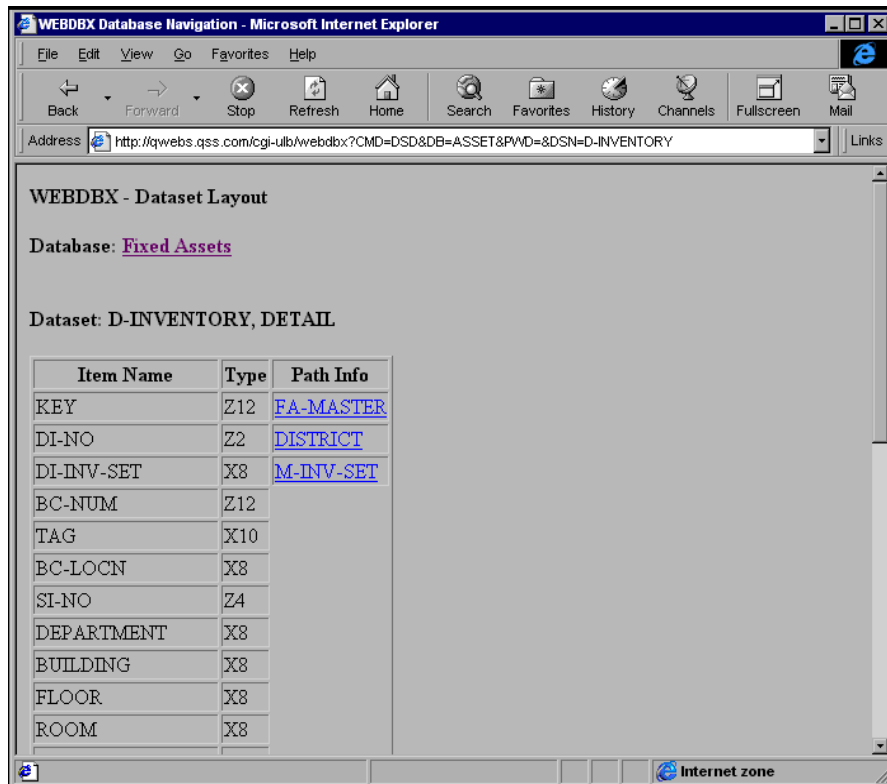 WEBDBX Database Navigation - Microsoft Internet Explorer
File Edit View Go Favorites Help
Back Forward Stop Refresh Home Search Favorites History Channels Fullscreen Mail
Address http://qwebs.qss.com/cgi-ulb/webdbx?CMD=DSD&DB=ASSET&PWD=&DSN=D-INVENTORY Links
WEBDBX - Dataset Layout
Database: Fixed Assets
Dataset: D-INVENTORY, DETAIL
Item Name Type Path Info
KEY Z12 FA-MASTER
DI-NO Z2 DISTRICT
DI-INV-SET X8 M-INV-SET
BC-NUM Z12
TAG X10
BC-LOCN X8
SI-NO Z4
DEPARTMENT X8
BUILDING X8
FLOOR X8
ROOM X8
Internet zone